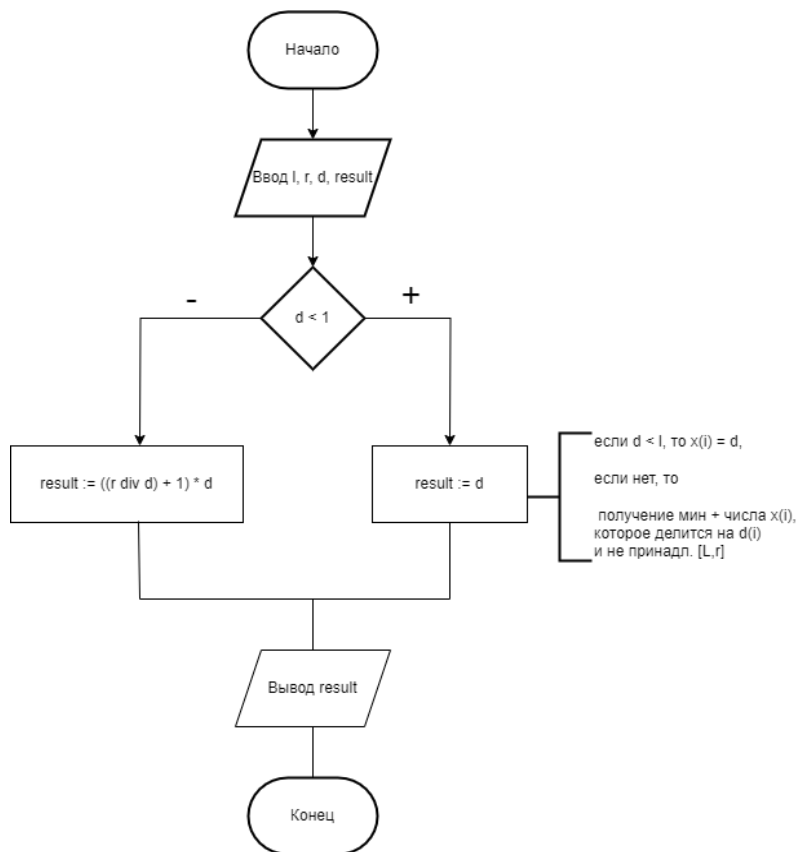 Начало
Ввод l, r, d, result
d < 1
-
+
result := ((r div d) + 1) * d
result := d
если d < l, то x(i) = d,
если нет, то
получение мин + числа x(i),
которое делится на d(i)
и не принадл. [L,r]
Вывод result
Конец